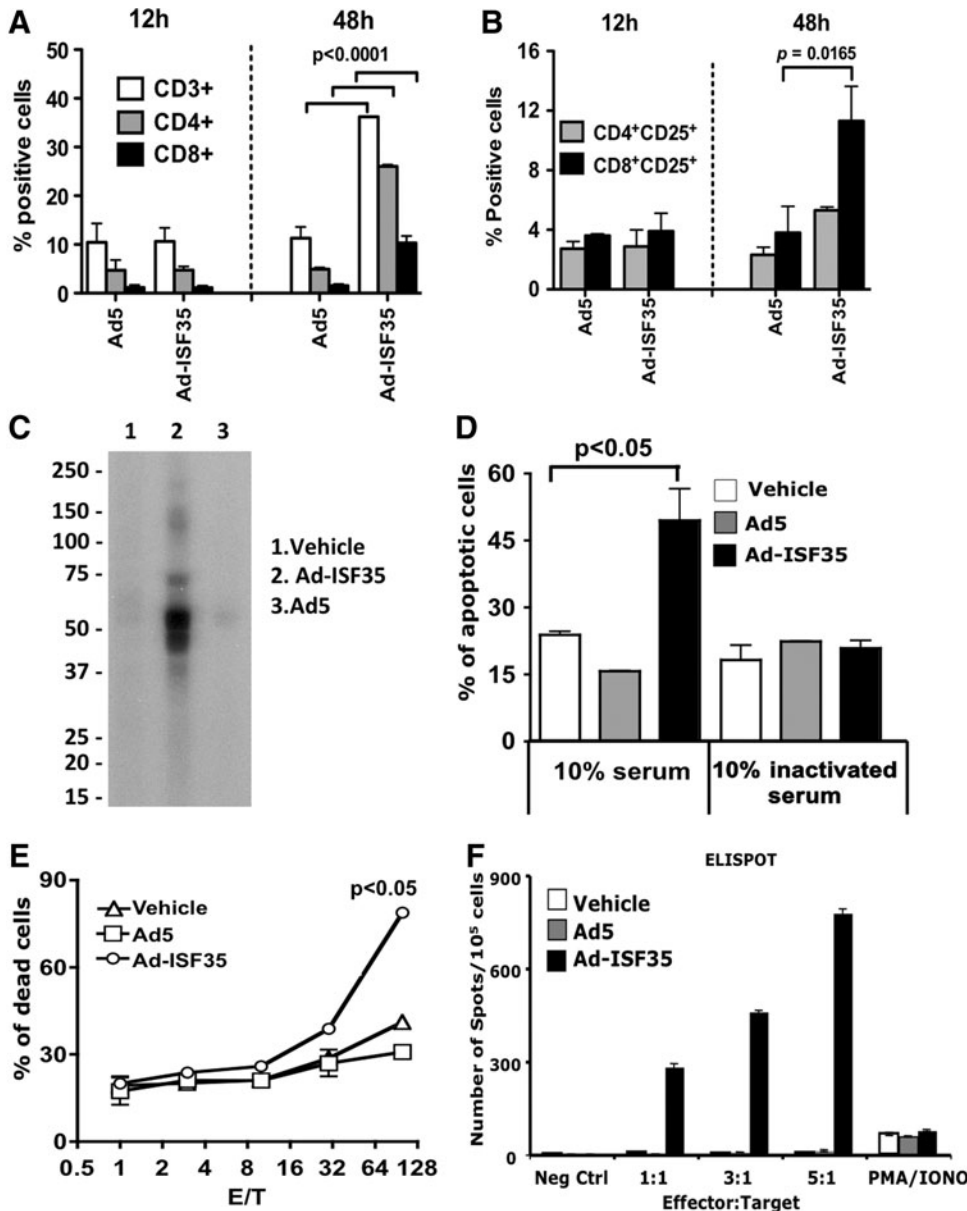 A
12h
48h
p<0.0001
CD3+
CD4+
CD8+
% positive cells
50
40
30
20
10
0
Ad5
Ad-ISF35
Ad5
Ad-ISF35
B
12h
48h
p = 0.0165
CD4+CD25+
CD8+CD25+
% Positive cells
16
12
8
4
0
Ad5
Ad-ISF35
Ad5
Ad-ISF35
C
1 2 3
250 -
150 -
100 -
75 -
50 -
37 -
25 -
20 -
15 -
1.Vehicle
2. Ad-ISF35
3.Ad5
D
p<0.05
Vehicle
Ad5
Ad-ISF35
% of apoptotic cells
60
45
30
15
0
10% serum
10% inactivated
serum
E
p<0.05
Vehicle
Ad5
Ad-ISF35
% of dead cells
90
60
30
0
0.5 1 2 4 8 16 32 64 128
E/T
F
ELISPOT
Vehicle
Ad5
Ad-ISF35
Number of Spots/10⁵ cells
900
600
300
0
Neg Ctrl 1:1 3:1 5:1 PMA/IONO
Effector:Target